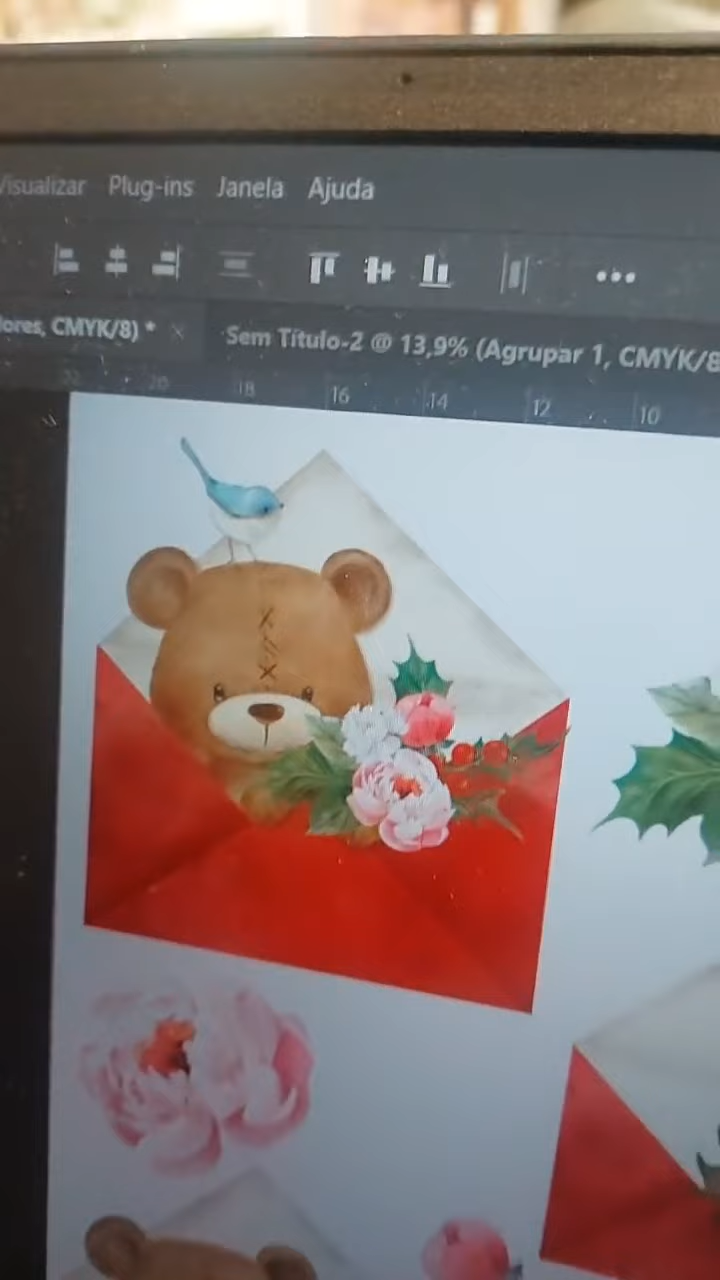 Visualizar Plug-ins Janela Ajuda
lores, CMYK/8) * × Sem Título-2 @ 13,9% (Agrupar 1, CMYK/8
20 18 16 14 12 10